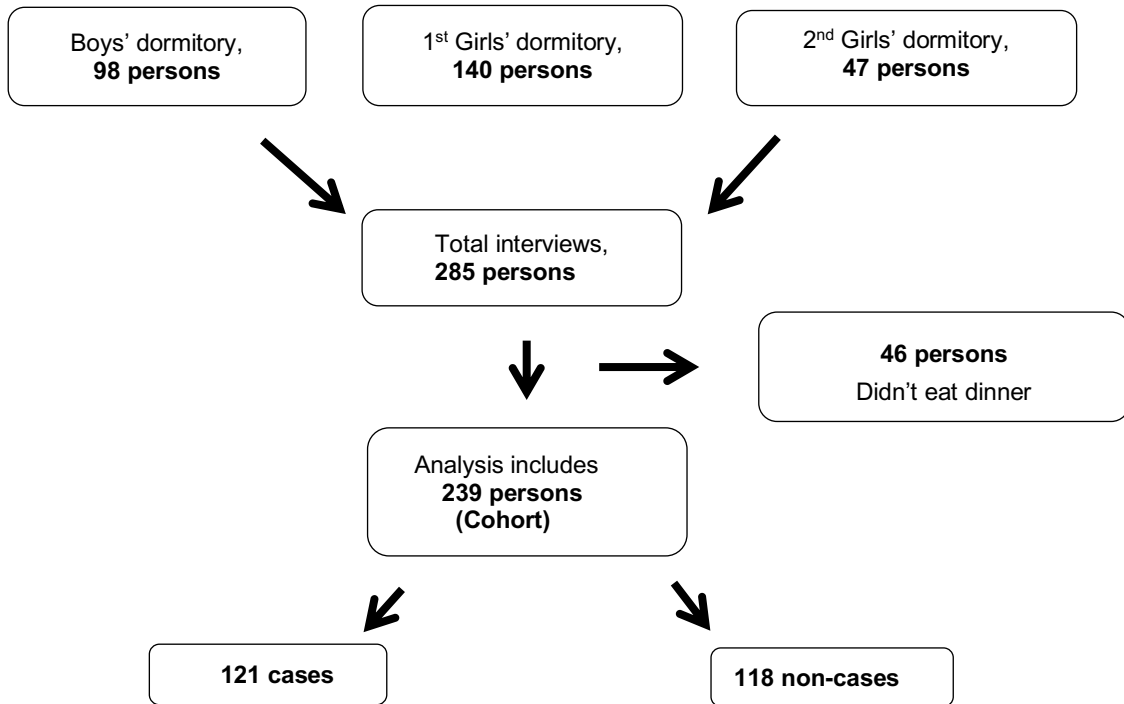 Boys’ dormitory,
98 persons
1st Girls’ dormitory,
140 persons
2nd Girls’ dormitory,
47 persons
Total interviews,
285 persons
46 persons
Didn’t eat dinner
Analysis includes
239 persons
(Cohort)
121 cases
118 non-cases